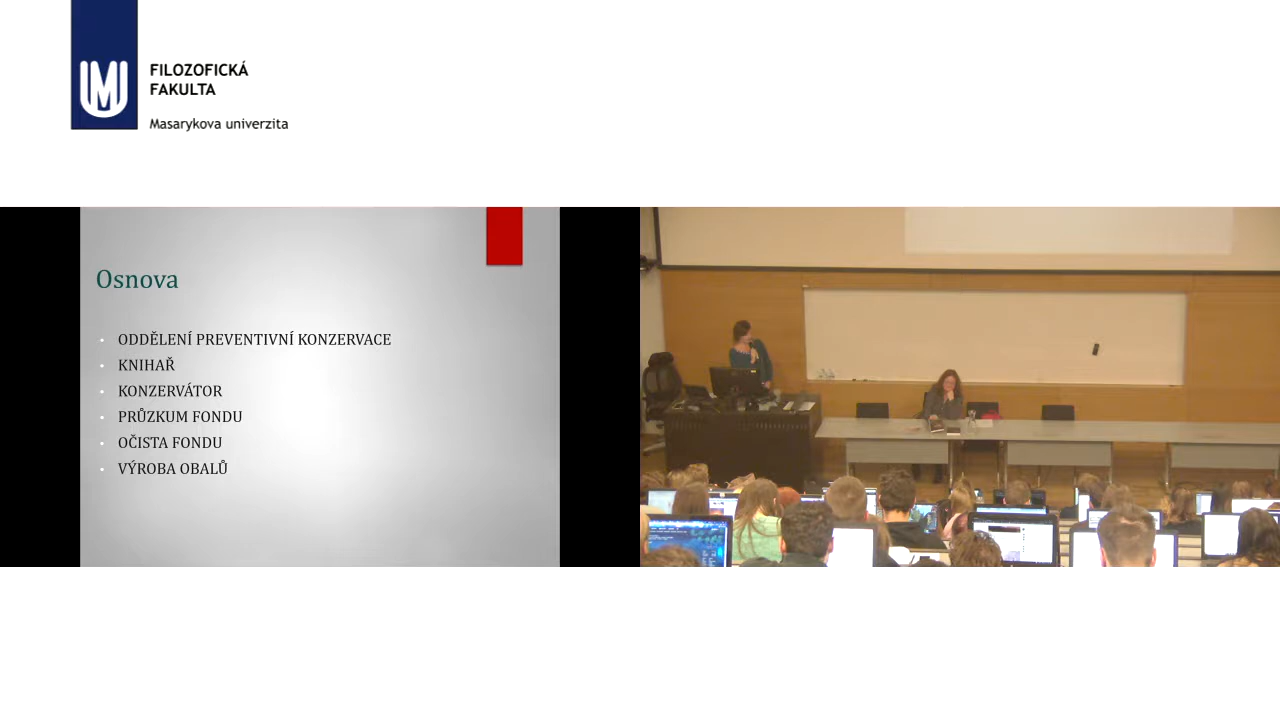 FILOZOFICKÁ
FAKULTA
Masarykova univerzita
Osnova
• ODDĚLENÍ PREVENTIVNÍ KONZERVACE
• KNIHAŘ
• KONZERVÁTOR
• PRŮZKUM FONDU
• OČISTA FONDU
• VÝROBA OBALŮ